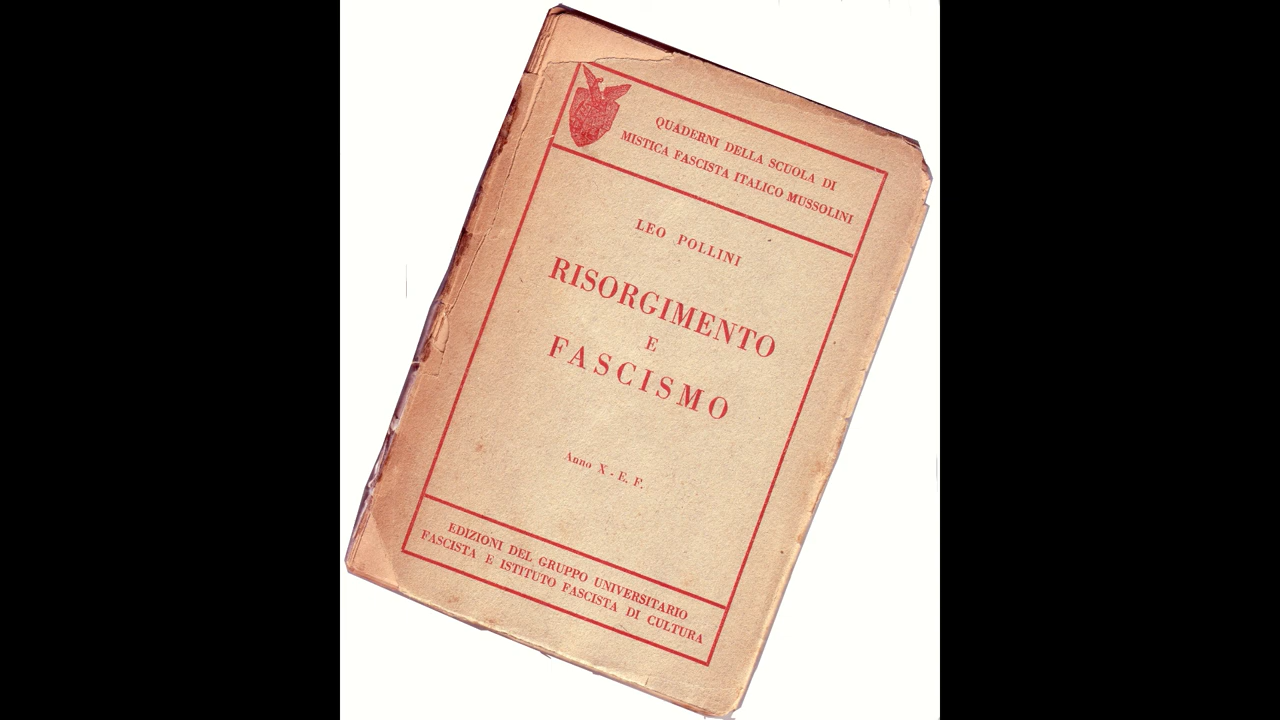 QUADERNI DELLA SCUOLA DI
MISTICA FASCISTA ITALICO MUSSOLINI
LEO POLLINI
RISORGIMENTO
E
FASCISMO
Anno X - E. F.
EDIZIONI DEL GRUPPO UNIVERSITARIO
FASCISTA E ISTITUTO FASCISTA DI CULTURA